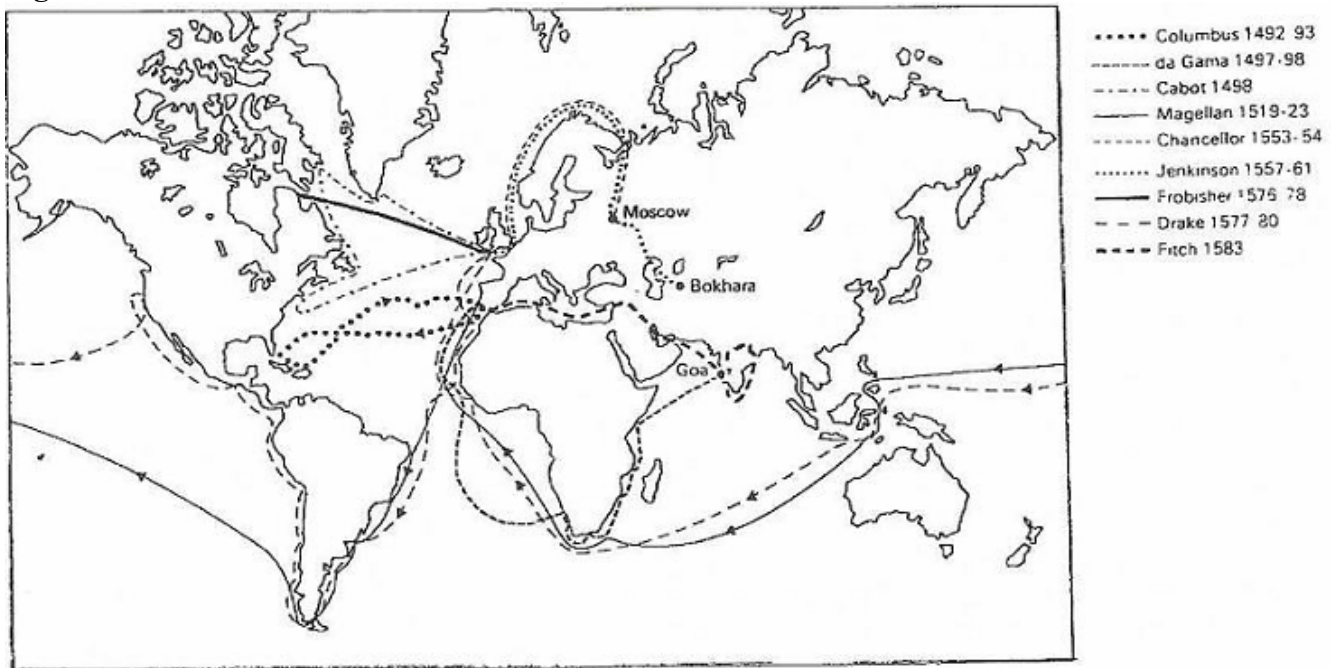 Columbus 1492-93
da Gama 1497-98
Cabot 1498
Magellan 1519-23
Chancellor 1553-54
Jenkinson 1557-61
Frobisher 1576-78
Drake 1577-80
Fitch 1583
Moscow
Bokhara
Goa